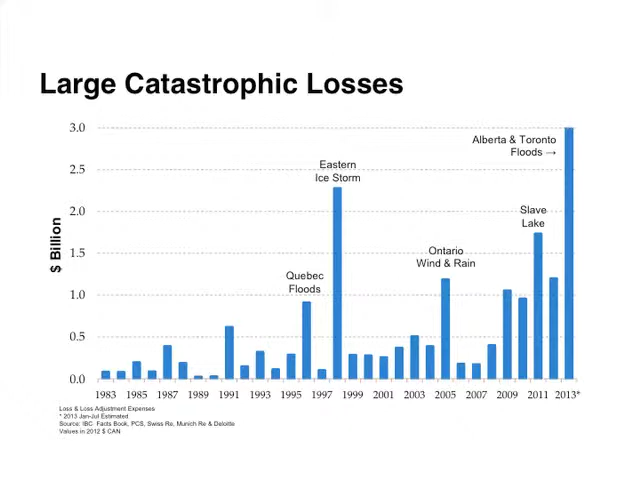 Large Catastrophic Losses
$ Billion
3.0
2.5
2.0
1.5
1.0
0.5
0.0
Quebec
Floods
Eastern
Ice Storm
Ontario
Wind & Rain
Slave
Lake
Alberta & Toronto
Floods →
1983 1985 1987 1989 1991 1993 1995 1997 1999 2001 2003 2005 2007 2009 2011 2013*
Loss & Loss Adjustment Expenses
* 2013 Jan-Jul Estimated
Source: IBC Facts Book, PCS, Swiss Re, Munich Re & Deloitte
Values in 2012 $ CAN